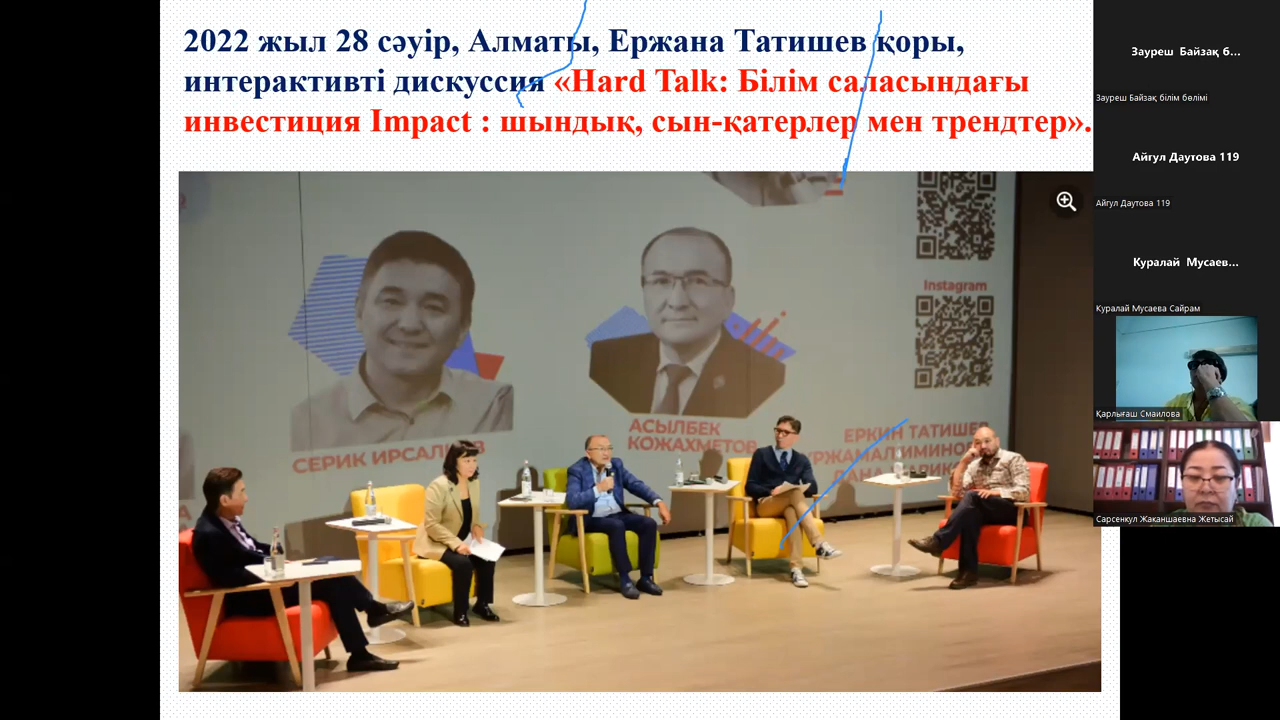 2022 жыл 28 сәуір, Алматы, Ержана Татишев қоры,
интерактивті дискуссия «Hard Talk: Білім саласындағы
инвестиция Impact : шындық, сын-қатерлер мен трендтер».
Instagram
СЕРИК ИРСАЛИЕВ
АСЫЛБЕК
КОЖАХМЕТОВ
ЕРКИН ТАТИШЕВ
Зауреш Байзақ б...
Зауреш Байзақ білім бөлімі
Айгул Даутова 119
Айгул Даутова 119
Куралай Мусаев...
Куралай Мусаева Сайрам
Қарлығаш Смаилова
Сарсенкул Жаканшаевна Жетысай